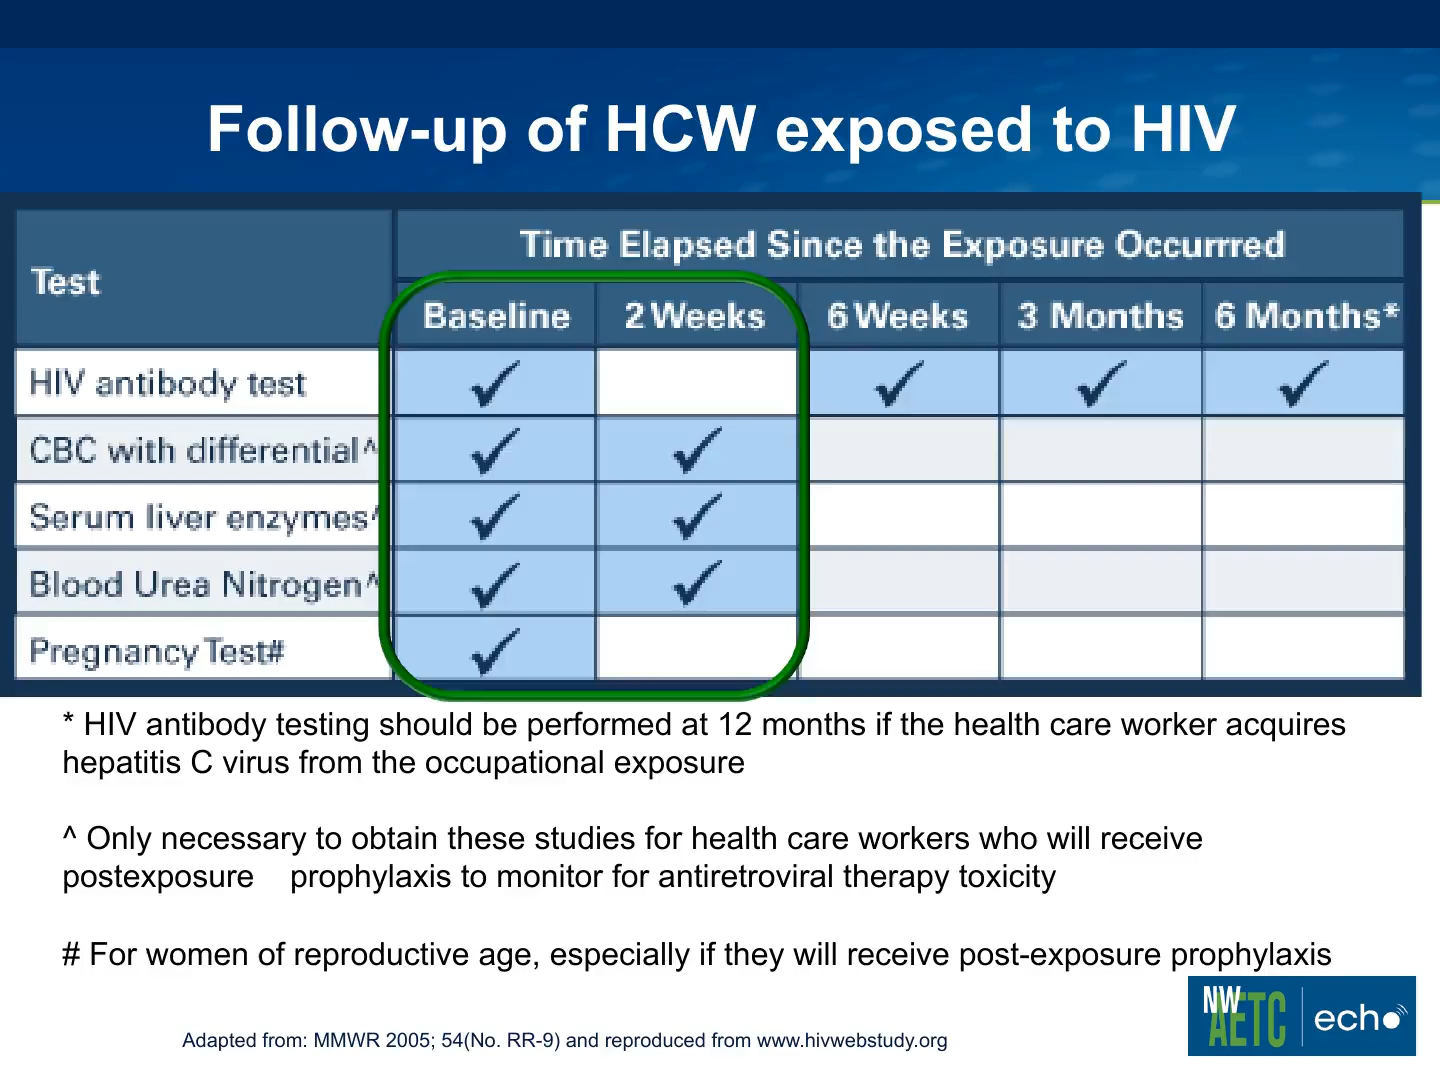 Follow-up of HCW exposed to HIV
Test
Time Elapsed Since the Exposure Occurrred
Baseline 2 Weeks 6 Weeks 3 Months 6 Months*
HIV antibody test ✓ ✓ ✓ ✓
CBC with differential^ ✓ ✓
Serum liver enzymes^ ✓ ✓
Blood Urea Nitrogen^ ✓ ✓
Pregnancy Test# ✓
* HIV antibody testing should be performed at 12 months if the health care worker acquires
hepatitis C virus from the occupational exposure
^ Only necessary to obtain these studies for health care workers who will receive
postexposure prophylaxis to monitor for antiretroviral therapy toxicity
# For women of reproductive age, especially if they will receive post-exposure prophylaxis
Adapted from: MMWR 2005; 54(No. RR-9) and reproduced from www.hivwebstudy.org
NW AETC echo